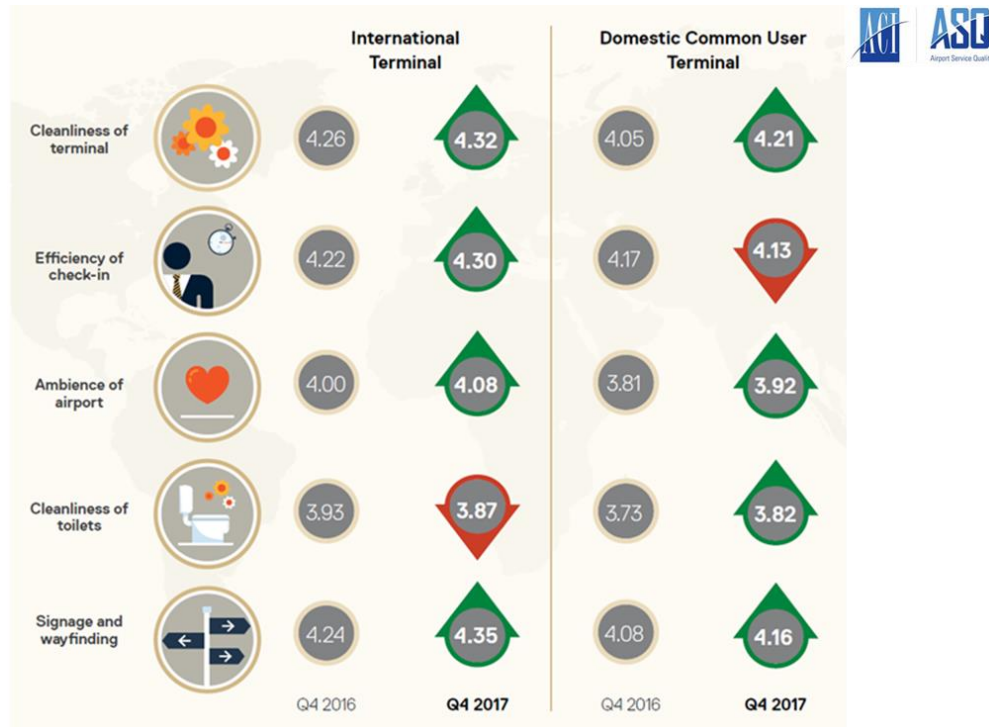 International
Terminal
Domestic Common User
Terminal
ACI
ASQ
Airport Service Quality
Cleanliness of
terminal
4.26
4.32
4.05
4.21
Efficiency of
check-in
4.22
4.30
4.17
4.13
Ambience of
airport
4.00
4.08
3.81
3.92
Cleanliness of
toilets
3.93
3.87
3.73
3.82
Signage and
wayfinding
4.24
4.35
4.08
4.16
Q4 2016
Q4 2017
Q4 2016
Q4 2017